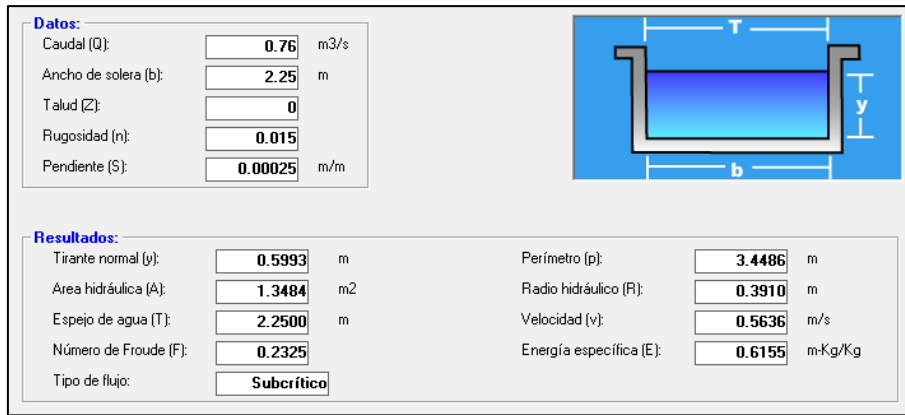 Datos:
Caudal (Q): 0.76 m3/s
Ancho de solera (b): 2.25 m
Talud (Z): 0
Rugosidad (n): 0.015
Pendiente (S): 0.00025 m/m
T
y
b
Resultados:
Tirante normal (y): 0.5993 m Perímetro (p): 3.4486 m
Area hidráulica (A): 1.3484 m2 Radio hidráulico (R): 0.3910 m
Espejo de agua (T): 2.2500 m Velocidad (v): 0.5636 m/s
Número de Froude (F): 0.2325 Energía específica (E): 0.6155 m-Kg/Kg
Tipo de flujo: Subcrítico